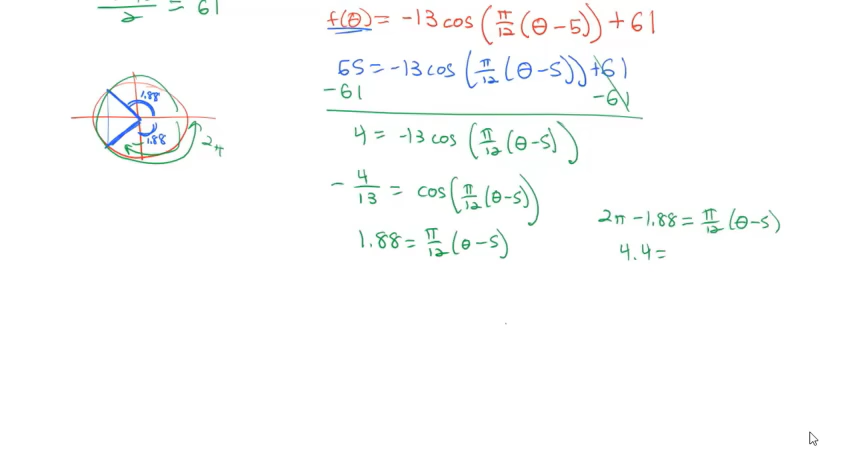 /2 = 61
f(θ) = -13 cos(π/12(θ-5)) + 61
65 = -13 cos(π/12(θ-5)) + 61
-61 -61
4 = -13 cos(π/12(θ-5))
-4/13 = cos(π/12(θ-5))
1.88 = π/12(θ-5)
2π - 1.88 = π/12(θ-5)
4.4 =
1.88
1.88
2π